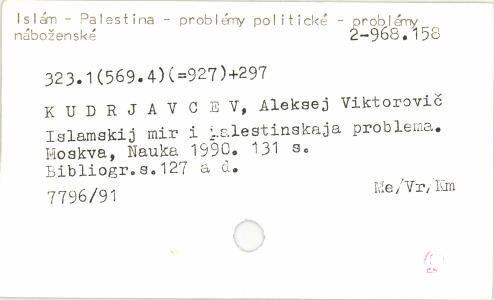 Islám - Palestina - problémy politické - problémy
náboženské
2-968.158
323.1(569.4)(=927)+297
K U D R J A V C E V, Aleksej Viktorovič
Islamskij mir i palestinskaja problema.
Moskva, Nauka 1990. 131 s.
Bibliogr.s.127 a d.
7796/91
Me/Vr/Km